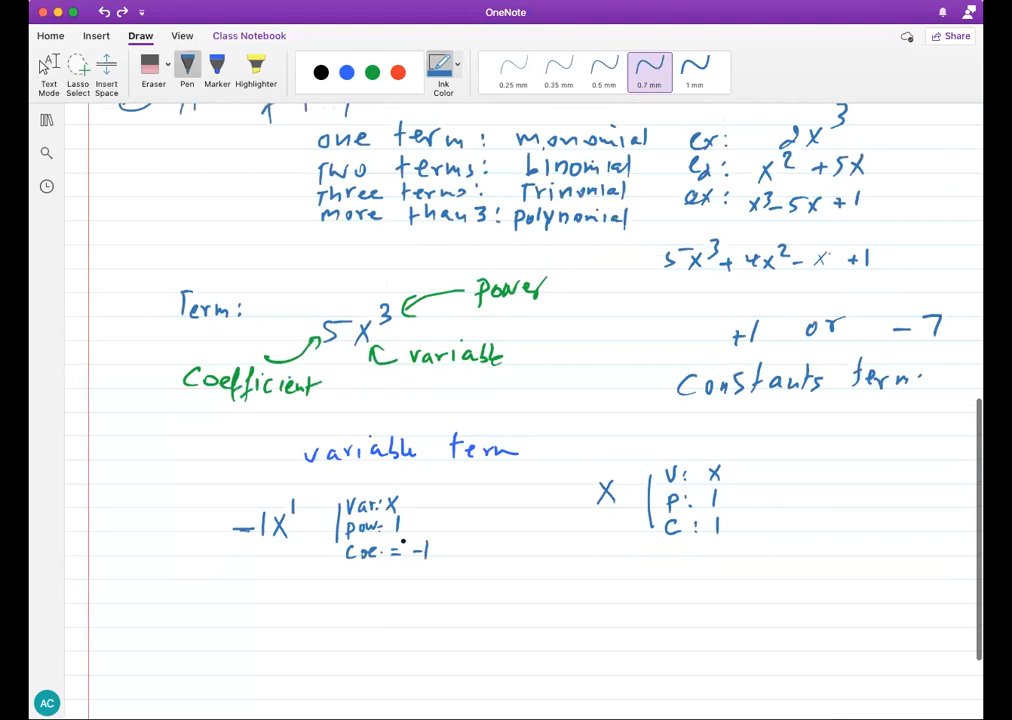 OneNote
Home Insert Draw View Class Notebook Share
Text Mode Lasso Select Insert Space Eraser Pen Marker Highlighter Ink Color 0.25 mm 0.35 mm 0.5 mm 0.7 mm 1 mm
one term: monomial ex: 2x³
Two terms: binomial ex: x² + 5x
Three terms: Trinomial ex: x³ - 5x + 1
more than 3: polynomial
5x³ + 4x² - x + 1
Term: 5x³ power
variable
Coefficient
+1 or -7
Constants term.
variable term
-1x¹
Var: x
pow: 1
Coe. = -1
x
V: x
P: 1
C: 1
AC